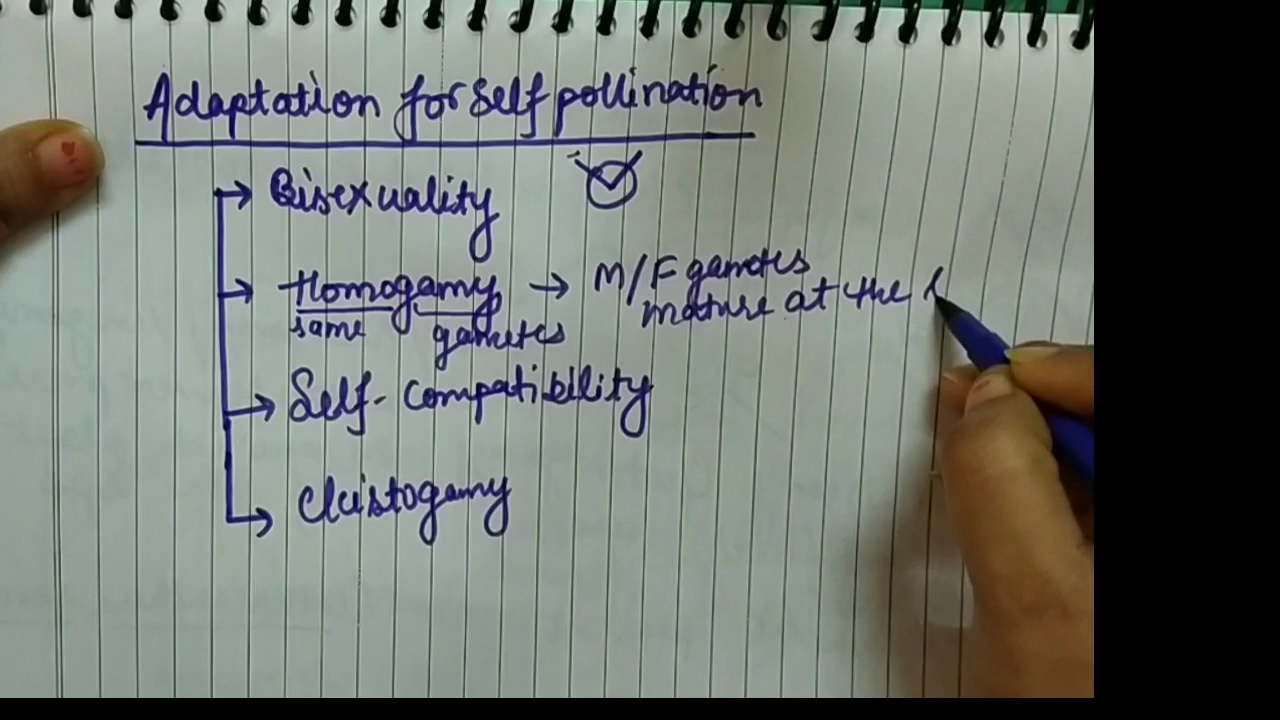 Adaptation for Self pollination
Bisexuality
Homogamy → M/F gametes
mature at the
same gametes
Self-compatibility
Cleistogamy